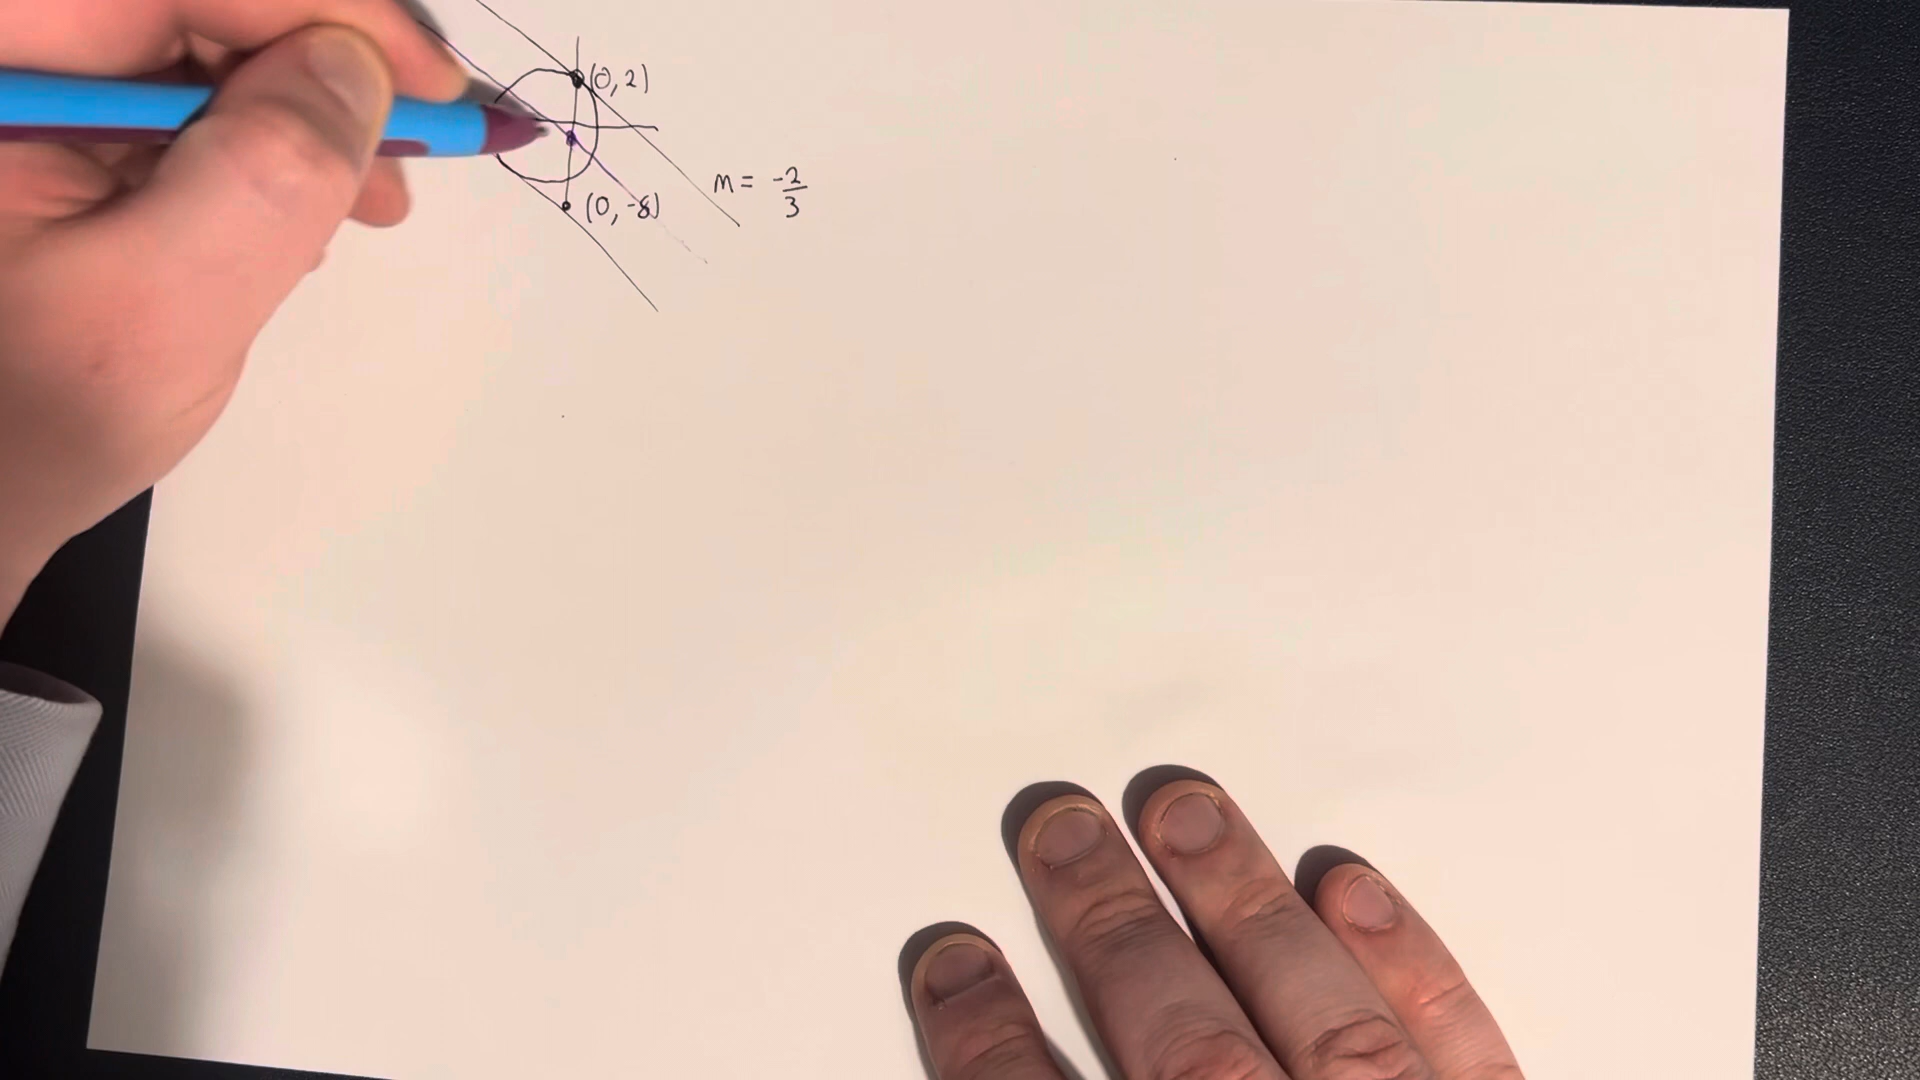 (0, 2)
m = -2/3
(0, -8)